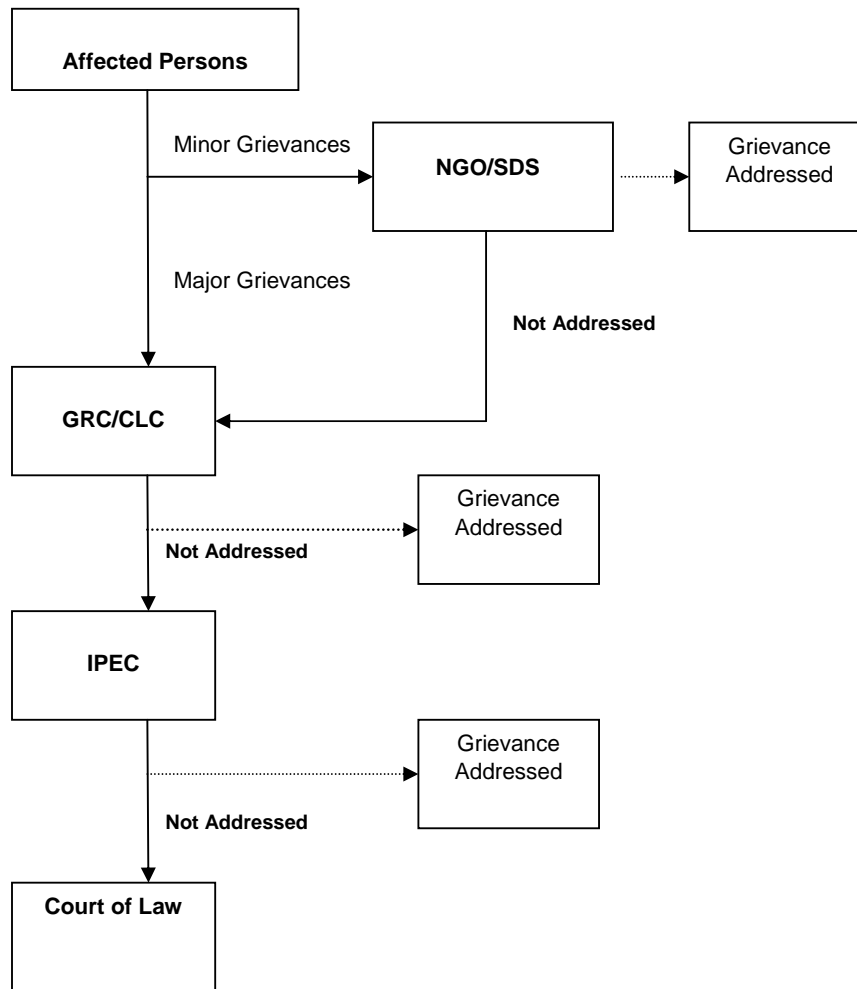 Affected Persons
Minor Grievances
NGO/SDS
Grievance
Addressed
Major Grievances
Not Addressed
GRC/CLC
Grievance
Addressed
Not Addressed
IPEC
Grievance
Addressed
Not Addressed
Court of Law